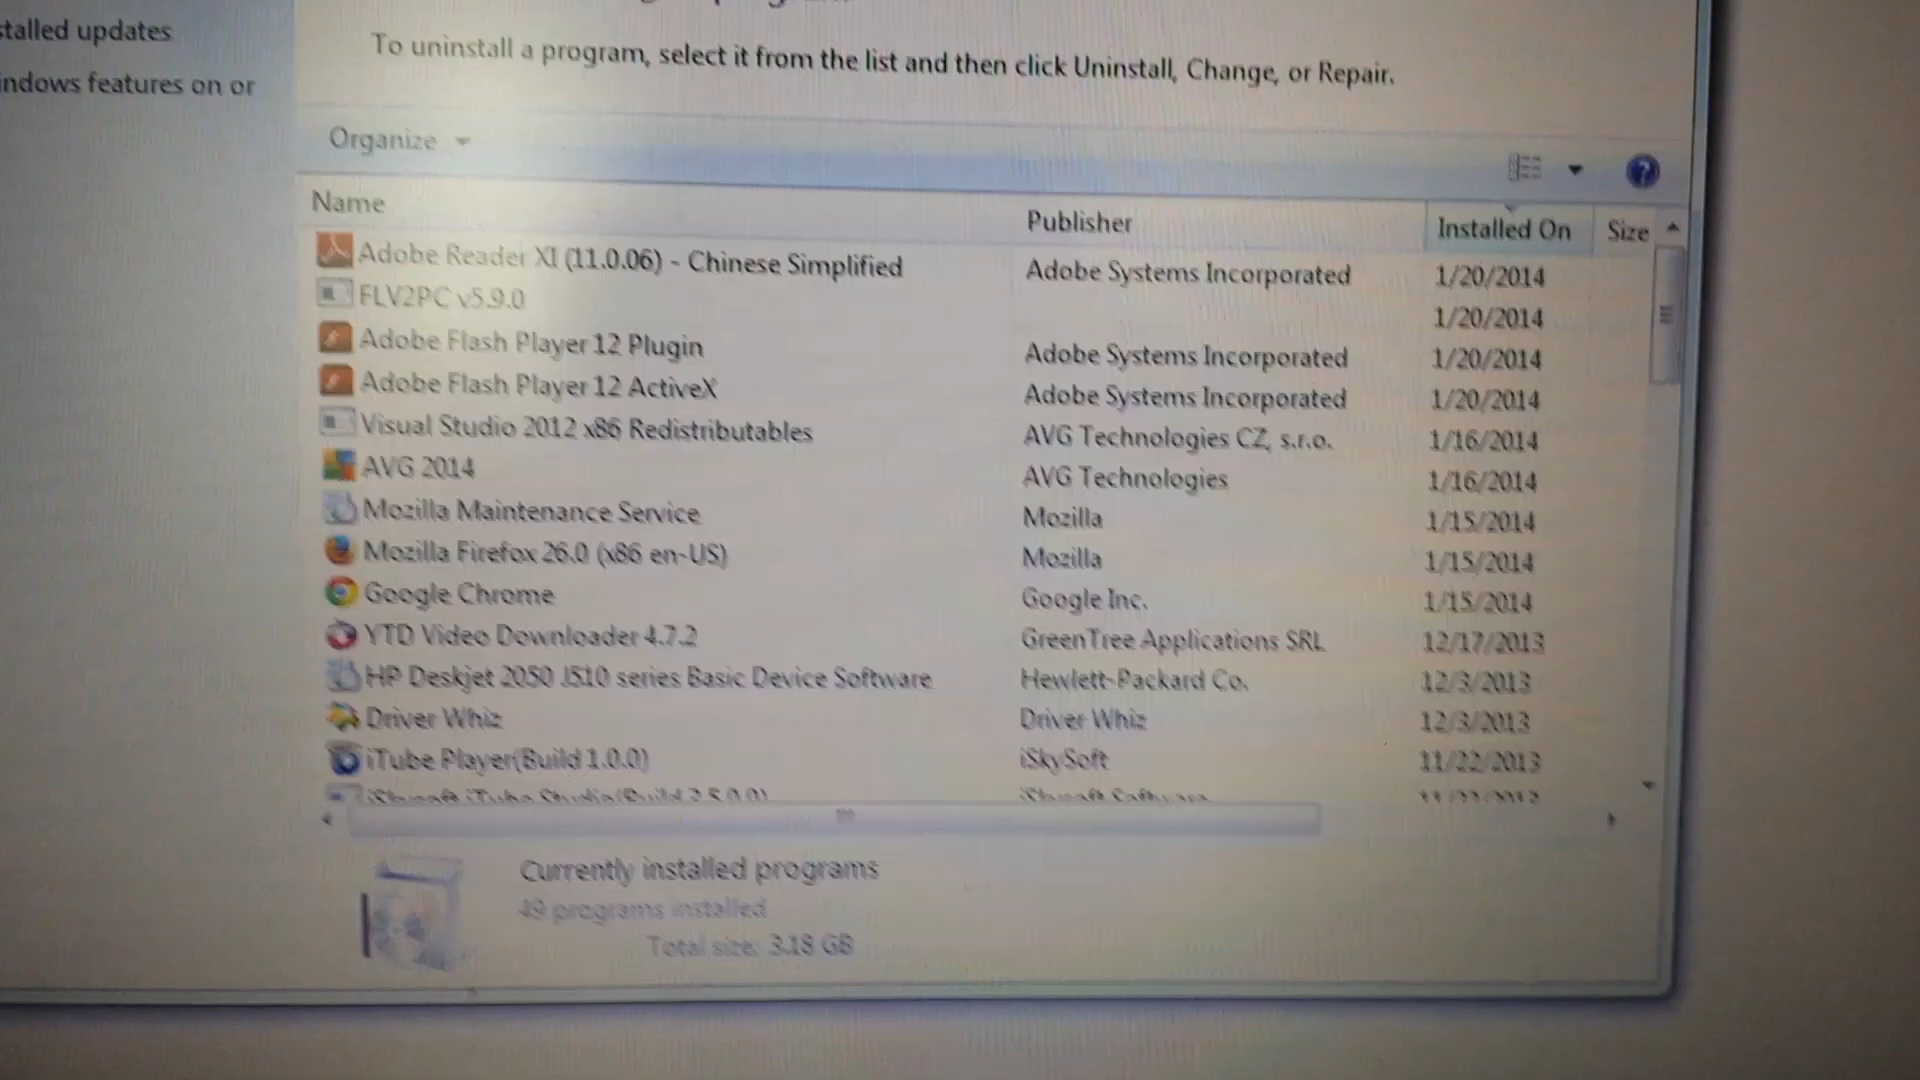 talled updates
ndows features on or
To uninstall a program, select it from the list and then click Uninstall, Change, or Repair.
Organize
Name Publisher Installed On Size
Adobe Reader XI (11.0.06) - Chinese Simplified Adobe Systems Incorporated 1/20/2014
FLV2PC v5.9.0 1/20/2014
Adobe Flash Player 12 Plugin Adobe Systems Incorporated 1/20/2014
Adobe Flash Player 12 ActiveX Adobe Systems Incorporated 1/20/2014
Visual Studio 2012 x86 Redistributables AVG Technologies CZ, s.r.o. 1/16/2014
AVG 2014 AVG Technologies 1/16/2014
Mozilla Maintenance Service Mozilla 1/15/2014
Mozilla Firefox 26.0 (x86 en-US) Mozilla 1/15/2014
Google Chrome Google Inc. 1/15/2014
YTD Video Downloader 4.7.2 GreenTree Applications SRL 12/17/2013
HP Deskjet 2050 J510 series Basic Device Software Hewlett-Packard Co. 12/3/2013
Driver Whiz Driver Whiz 12/3/2013
iTube Player(Build 1.0.0) iSkySoft 11/22/2013
Currently installed programs
49 programs installed
Total size: 3.18 GB